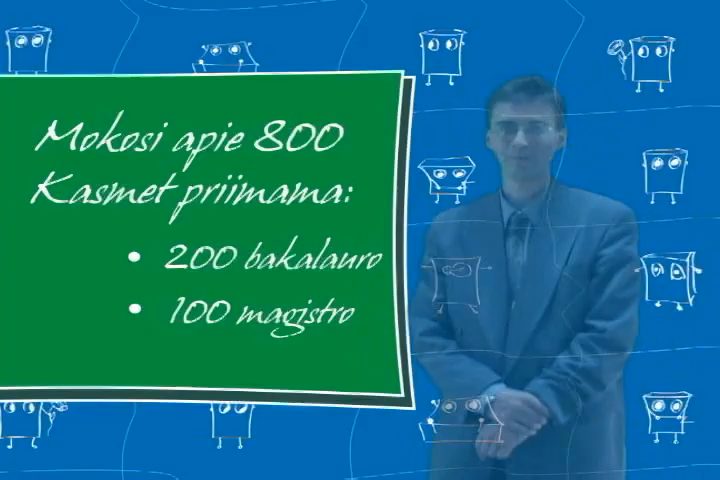 Mokosi apie 800
Kasmet priimama:
• 200 bakalauro
• 100 magistro